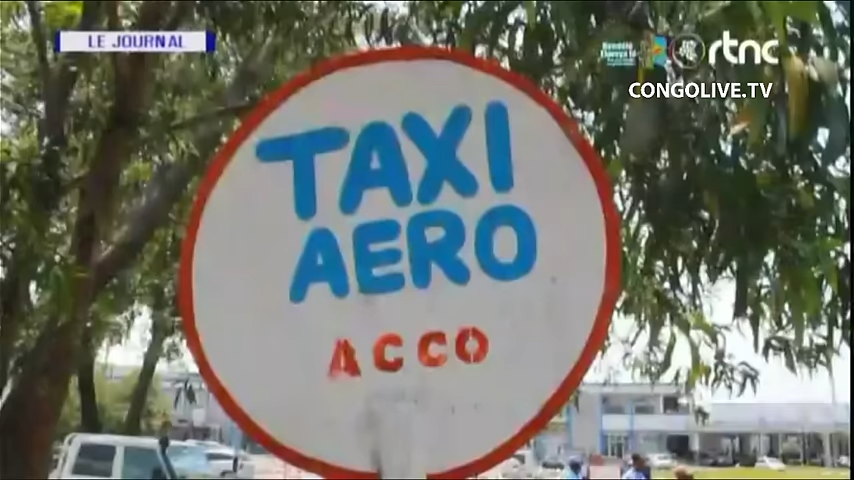 LE JOURNAL
rtnc
CONGOLIVE.TV
TAXI
AERO
ACCO